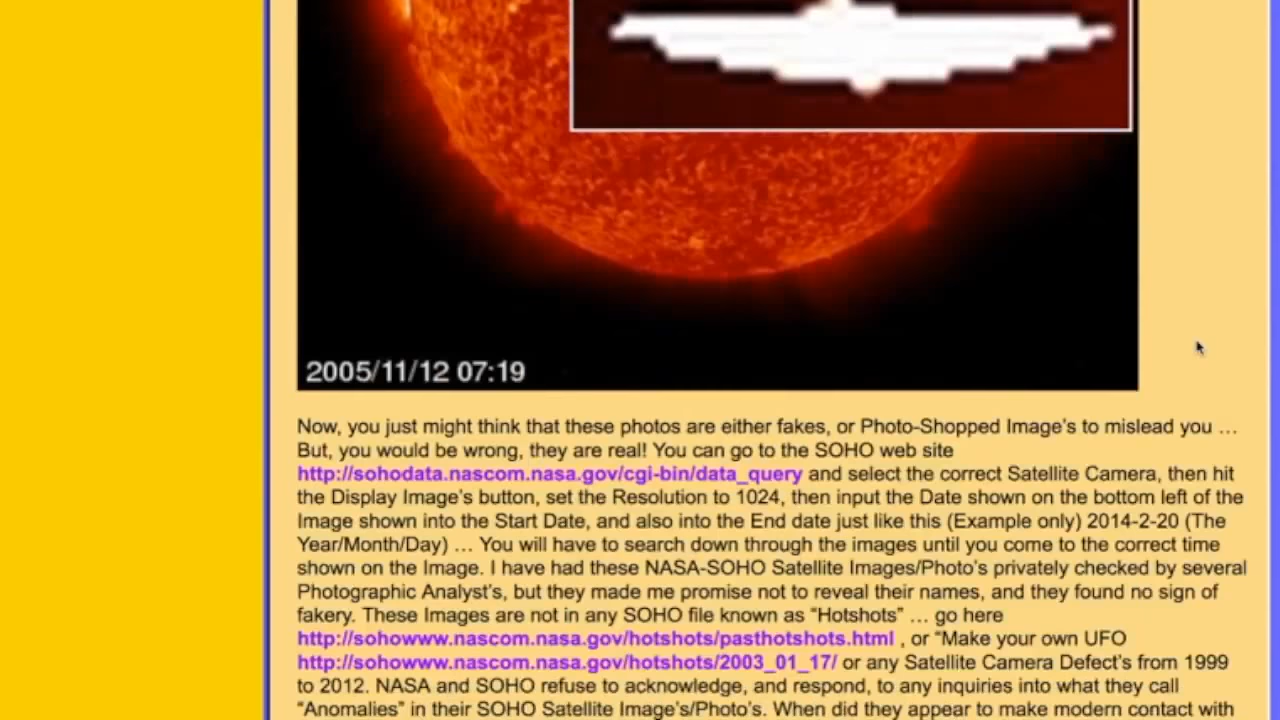 2005/11/12 07:19
Now, you just might think that these photos are either fakes, or Photo-Shopped Image's to mislead you …
But, you would be wrong, they are real! You can go to the SOHO web site
http://sohodata.nascom.nasa.gov/cgi-bin/data_query and select the correct Satellite Camera, then hit
the Display Image's button, set the Resolution to 1024, then input the Date shown on the bottom left of the
Image shown into the Start Date, and also into the End date just like this (Example only) 2014-2-20 (The
Year/Month/Day) … You will have to search down through the images until you come to the correct time
shown on the Image. I have had these NASA-SOHO Satellite Images/Photo's privately checked by several
Photographic Analyst's, but they made me promise not to reveal their names, and they found no sign of
fakery. These Images are not in any SOHO file known as “Hotshots” … go here
http://sohowww.nascom.nasa.gov/hotshots/pasthotshots.html , or “Make your own UFO
http://sohowww.nascom.nasa.gov/hotshots/2003_01_17/ or any Satellite Camera Defect's from 1999
to 2012. NASA and SOHO refuse to acknowledge, and respond, to any inquiries into what they call
“Anomalies” in their SOHO Satellite Image's/Photo's. When did they appear to make modern contact with